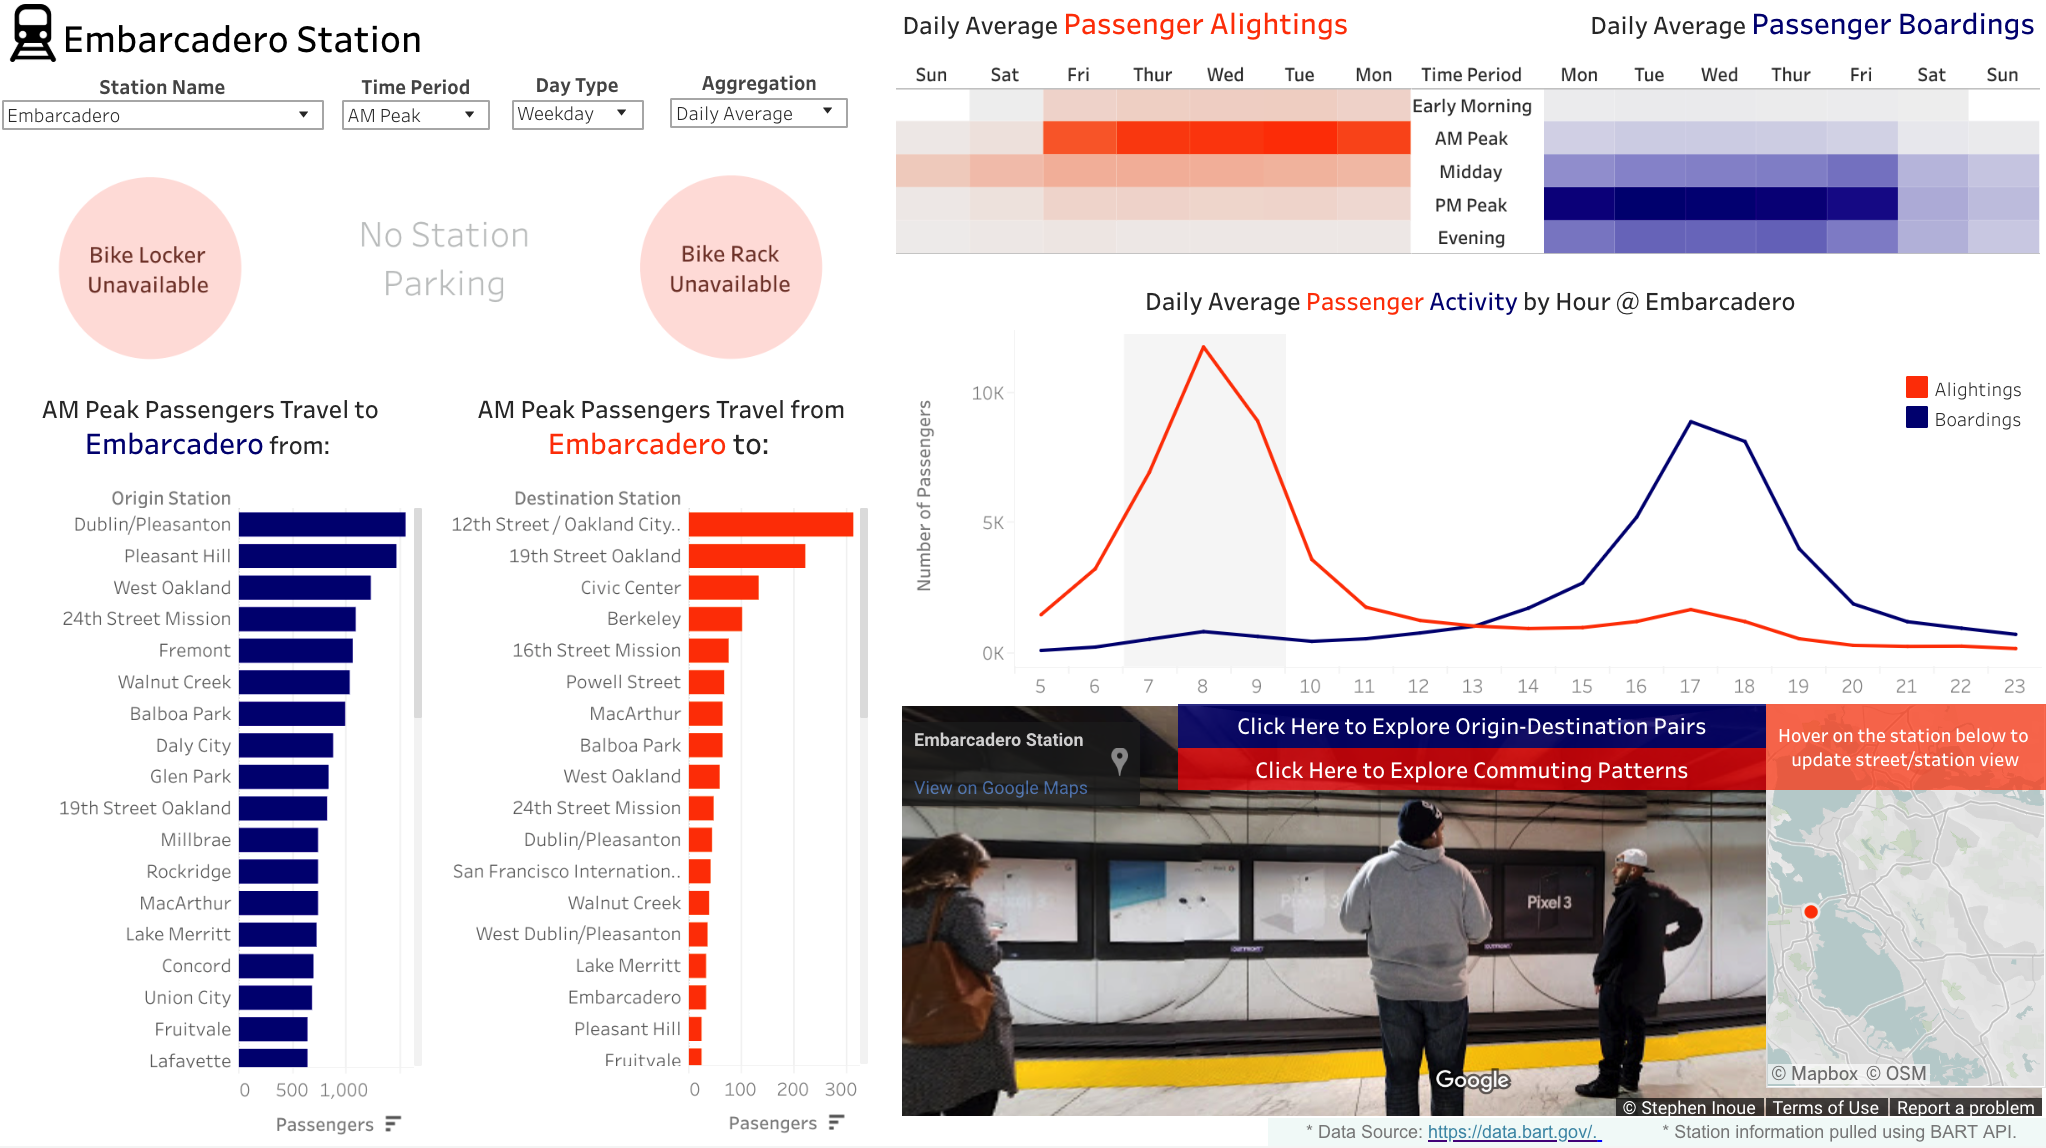 Embarcadero Station
Station Name
Time Period
Day Type
Aggregation
Embarcadero
AM Peak
Weekday
Daily Average
Bike Locker
Unavailable
No Station
Parking
Bike Rack
Unavailable
AM Peak Passengers Travel to
Embarcadero from:
Origin Station
Dublin/Pleasanton
Pleasant Hill
West Oakland
24th Street Mission
Fremont
Walnut Creek
Balboa Park
Daly City
Glen Park
19th Street Oakland
Millbrae
Rockridge
MacArthur
Lake Merritt
Concord
Union City
Fruitvale
Lafayette
0 500 1,000
Passengers
AM Peak Passengers Travel from
Embarcadero to:
Destination Station
12th Street / Oakland City..
19th Street Oakland
Civic Center
Berkeley
16th Street Mission
Powell Street
MacArthur
Balboa Park
West Oakland
24th Street Mission
Dublin/Pleasanton
San Francisco Internation..
Walnut Creek
West Dublin/Pleasanton
Lake Merritt
Embarcadero
Pleasant Hill
Fruitvale
0 100 200 300
Pasengers
Daily Average Passenger Alightings
Daily Average Passenger Boardings
Sun Sat Fri Thur Wed Tue Mon Time Period Mon Tue Wed Thur Fri Sat Sun
Early Morning
AM Peak
Midday
PM Peak
Evening
Daily Average Passenger Activity by Hour @ Embarcadero
Number of Passengers
10K
5K
0K
Alightings
Boardings
5 6 7 8 9 10 11 12 13 14 15 16 17 18 19 20 21 22 23
Embarcadero Station
View on Google Maps
Click Here to Explore Origin-Destination Pairs
Click Here to Explore Commuting Patterns
Hover on the station below to
update street/station view
Pixel 3
Pixel 3
Google
© Mapbox © OSM
© Stephen Inoue
Terms of Use
Report a problem
* Data Source: https://data.bart.gov/.
* Station information pulled using BART API.